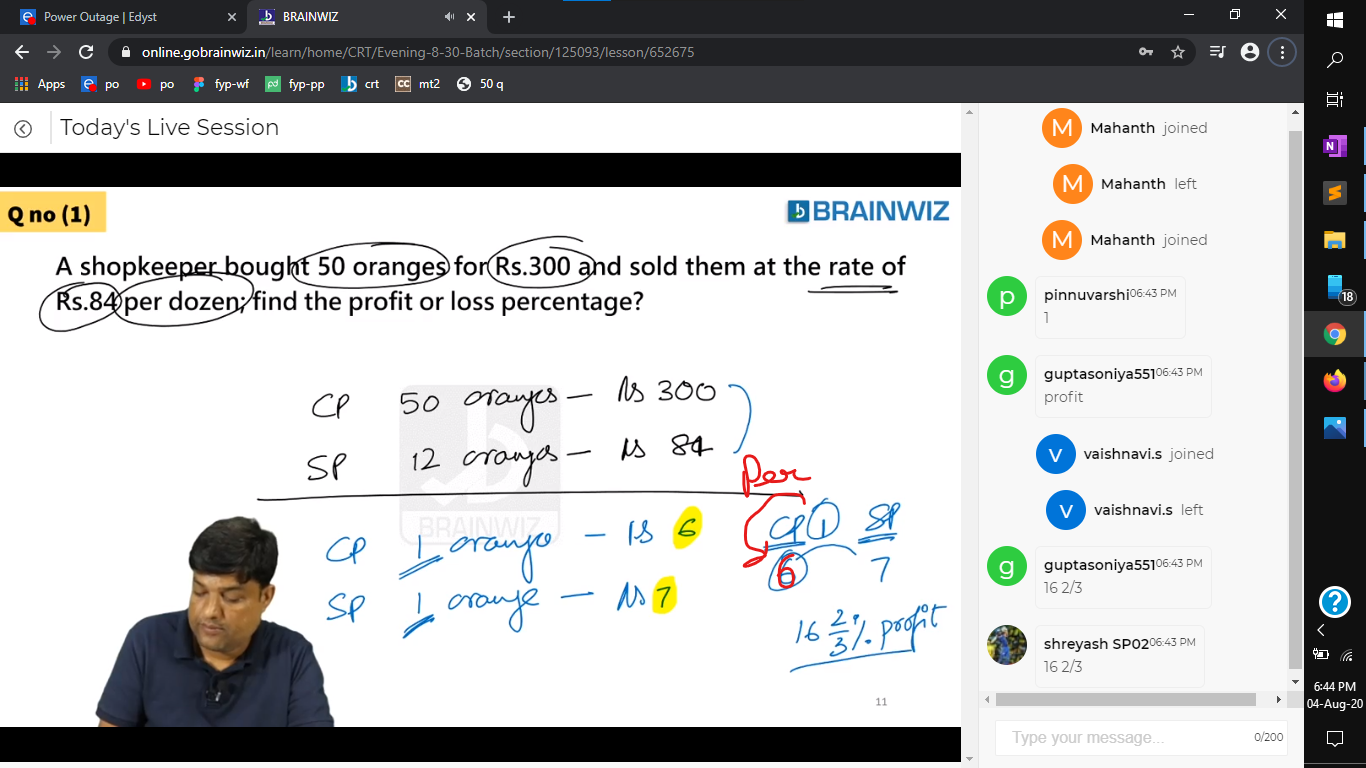 Power Outage | Edyst
BRAINWIZ
online.gobrainwiz.in/learn/home/CRT/Evening-8-30-Batch/section/125093/lesson/652675
Apps po po fyp-wf fyp-pp crt mt2 50 q
Today's Live Session
Q no (1)
BRAINWIZ
A shopkeeper bought 50 oranges for Rs.300 and sold them at the rate of
Rs.84 per dozen; find the profit or loss percentage?
CP 50 oranges — Rs 300
SP 12 oranges — Rs 84
BRAINWIZ
Per
CP 1 orange — Rs 6
SP 1 orange — Rs 7
CP 1 SP
6 7
16 2/3 % profit
11
M Mahanth joined
M Mahanth left
M Mahanth joined
p pinnuvarshi 06:43 PM
1
g guptasoniya551 06:43 PM
profit
v vaishnavi.s joined
v vaishnavi.s left
g guptasoniya551 06:43 PM
16 2/3
shreyash SP02 06:43 PM
16 2/3
Type your message... 0/200
18
6:44 PM
04-Aug-20